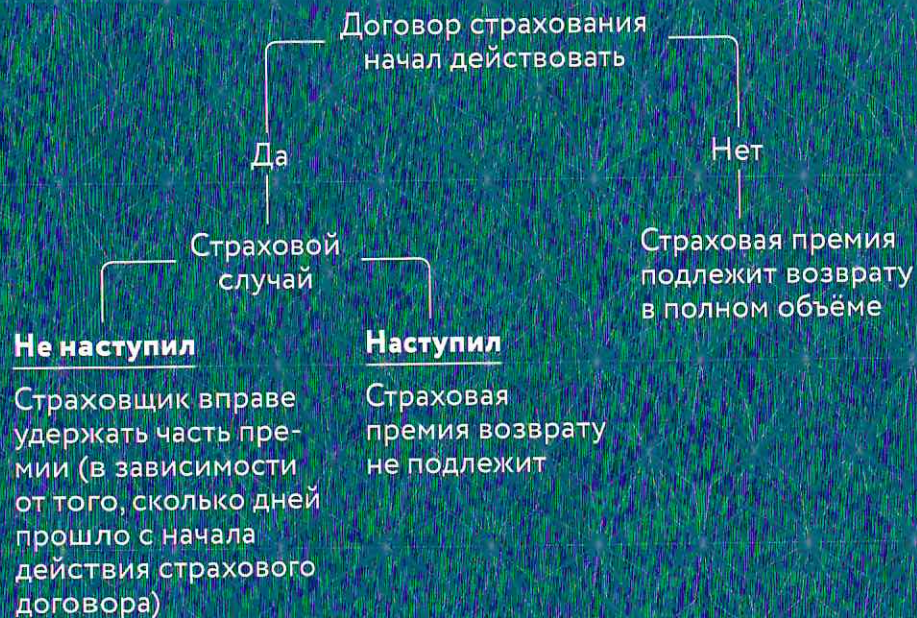 Договор страхования
начал действовать
Да
Нет
Страховой
случай
Страховая премия
подлежит возврату
в полном объёме
Не наступил
Наступил
Страховщик вправе
удержать часть пре-
мии (в зависимости
от того, сколько дней
прошло с начала
действия страхового
договора)
Страховая
премия возврату
не подлежит